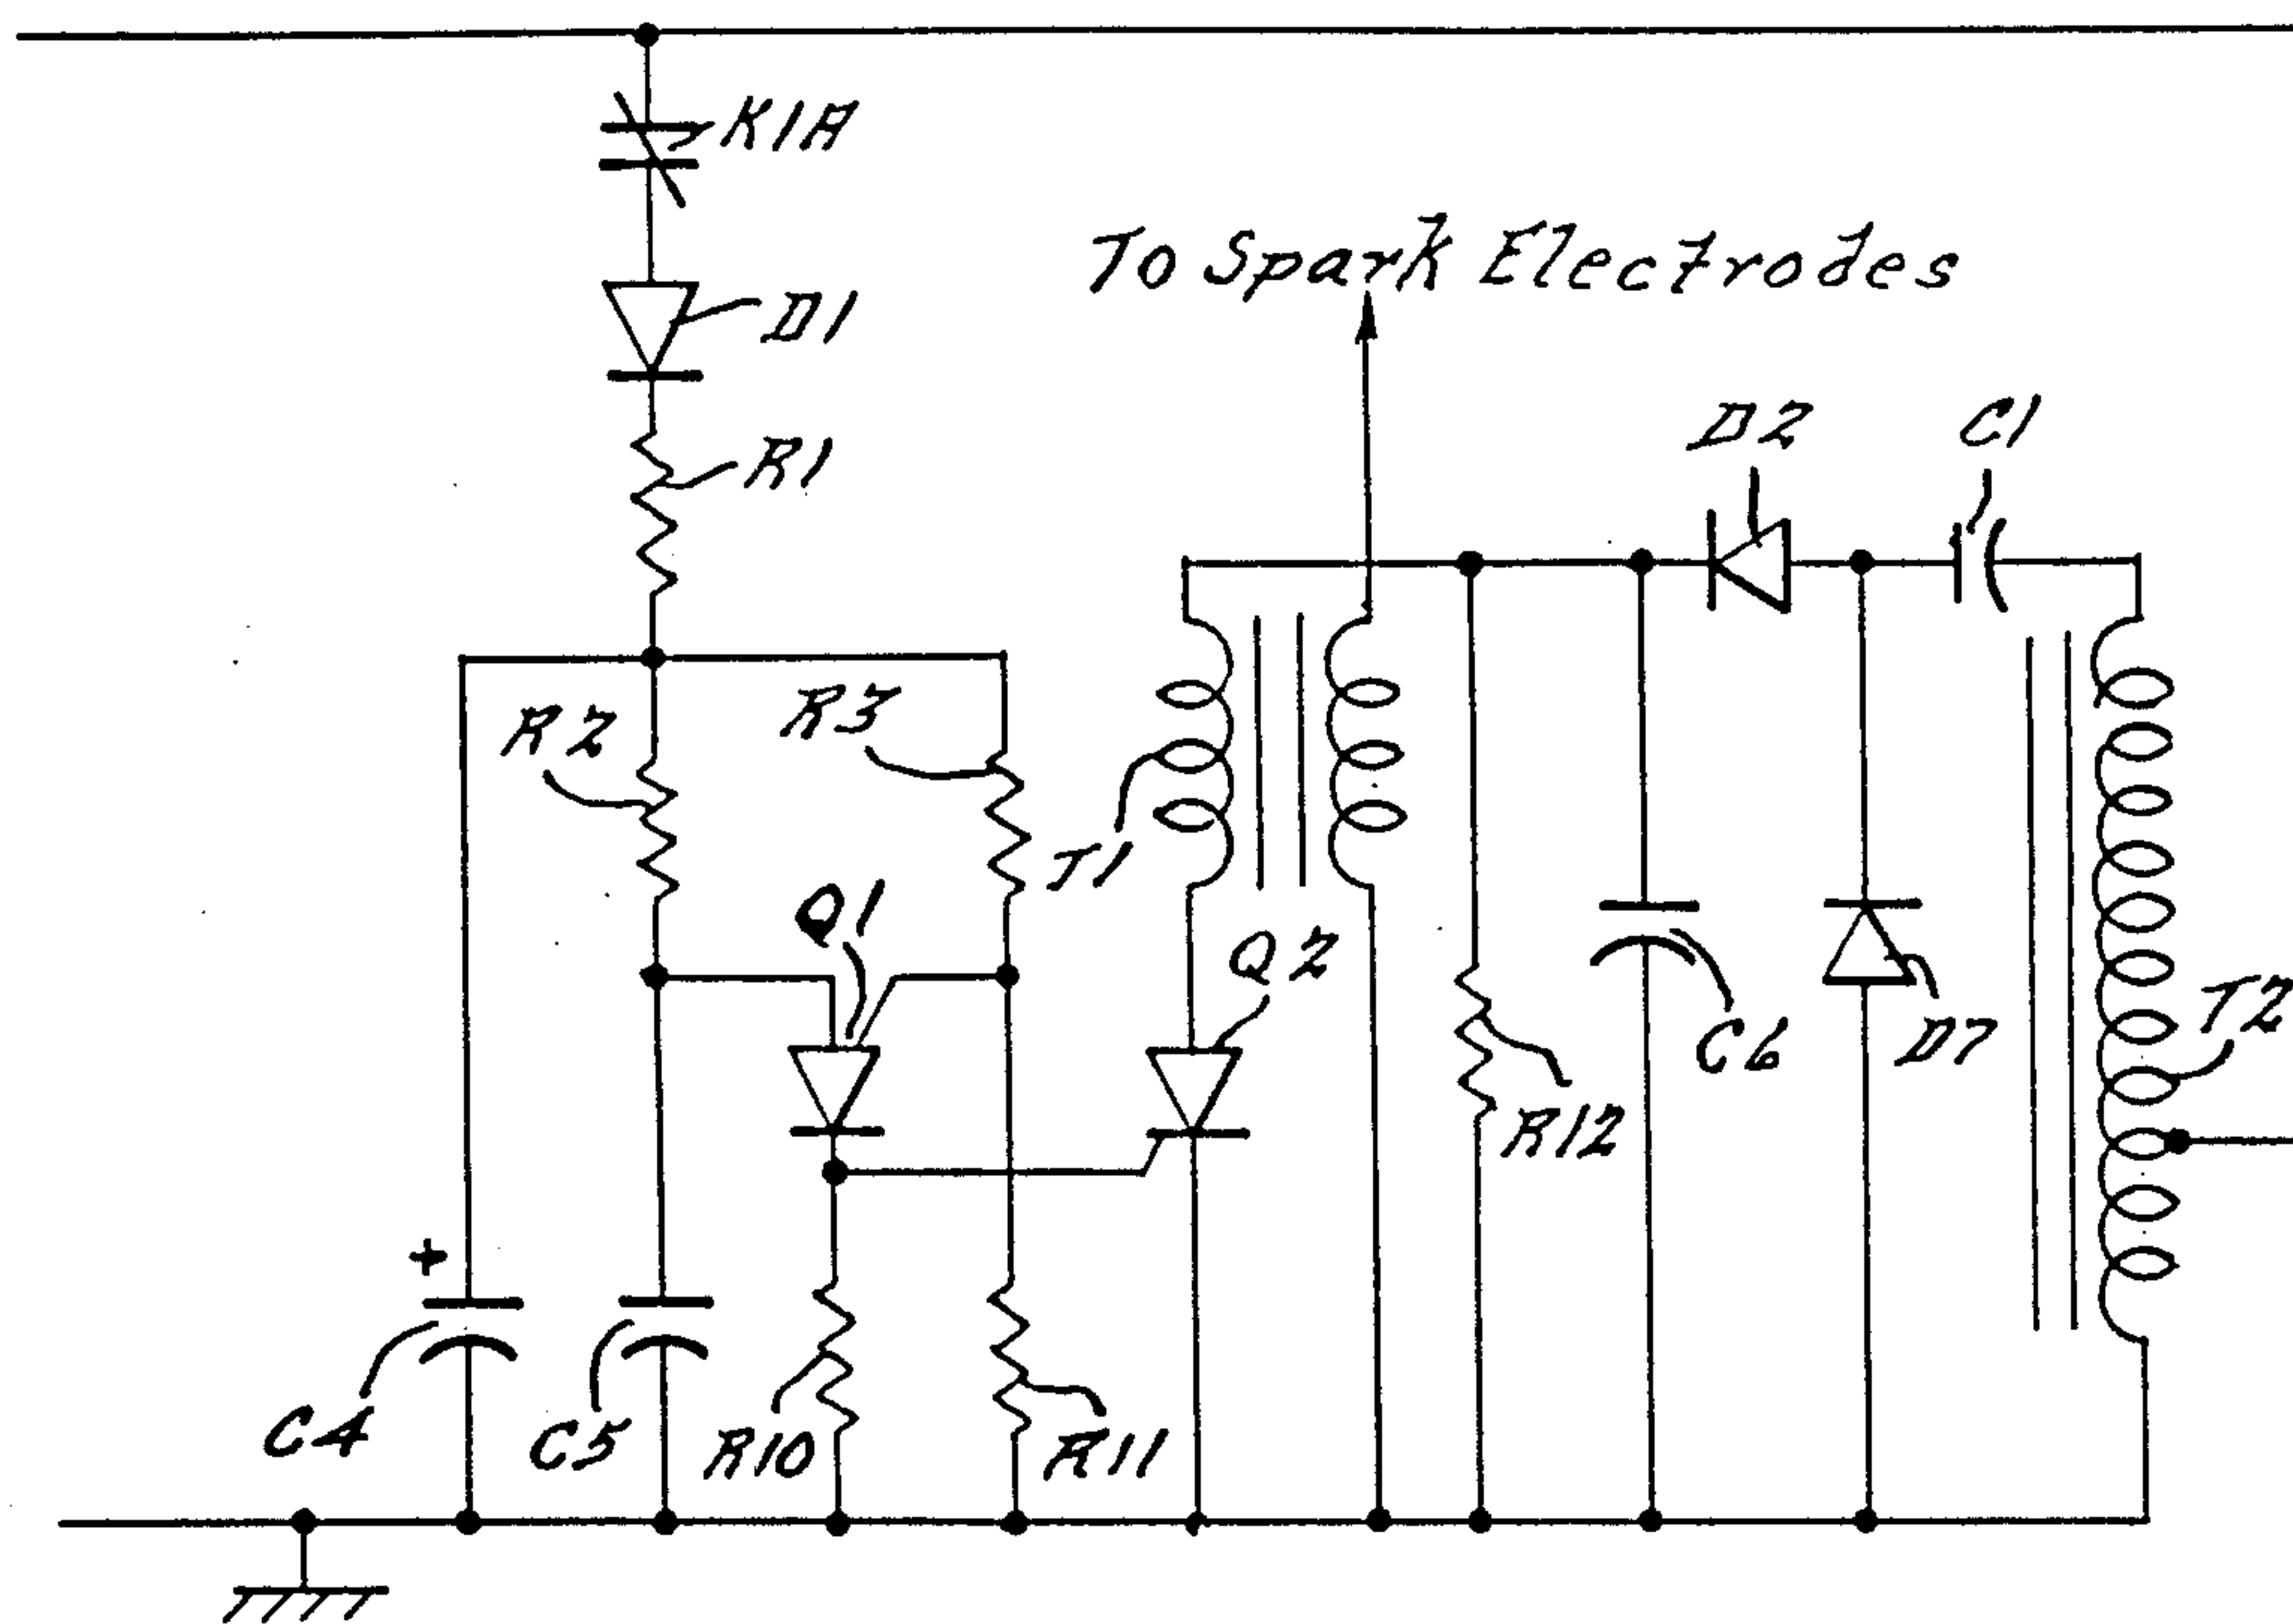 K1A
D1
To Spark Electrodes
R1
D2
C1
R2
R3
T1
Q1
Q2
T2
C6
D7
R12
+
C4
C5
R10
R11